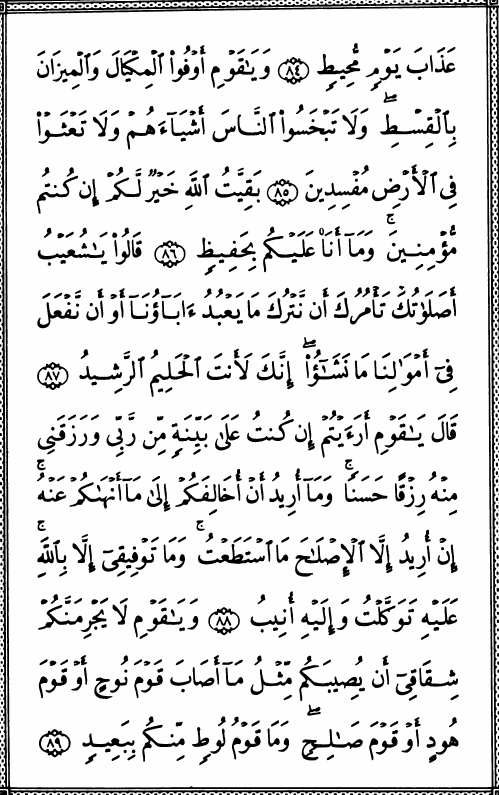 عَذَابَ يَوْمٍ مُّحِيطٍ ٨٤ وَيَٰقَوْمِ أَوْفُوا۟ ٱلْمِكْيَالَ وَٱلْمِيزَانَ
بِٱلْقِسْطِ ۖ وَلَا تَبْخَسُوا۟ ٱلنَّاسَ أَشْيَآءَهُمْ وَلَا تَعْثَوْا۟
فِى ٱلْأَرْضِ مُفْسِدِينَ ٨٥ بَقِيَّتُ ٱللَّهِ خَيْرٌ لَّكُمْ إِن كُنتُم
مُّؤْمِنِينَ ۚ وَمَآ أَنَا۠ عَلَيْكُم بِحَفِيظٍ ٨٦ قَالُوا۟ يَٰشُعَيْبُ
أَصَلَوٰتُكَ تَأْمُرُكَ أَن نَّتْرُكَ مَا يَعْبُدُ ءَابَآؤُنَآ أَوْ أَن نَّفْعَلَ
فِىٓ أَمْوَٰلِنَا مَا نَشَٰٓؤُا۟ ۖ إِنَّكَ لَأَنتَ ٱلْحَلِيمُ ٱلرَّشِيدُ ٨٧
قَالَ يَٰقَوْمِ أَرَءَيْتُمْ إِن كُنتُ عَلَىٰ بَيِّنَةٍ مِّن رَّبِّى وَرَزَقَنِى
مِنْهُ رِزْقًا حَسَنًا ۚ وَمَآ أُرِيدُ أَنْ أُخَالِفَكُمْ إِلَىٰ مَآ أَنْهَىٰكُمْ عَنْهُ ۚ
إِنْ أُرِيدُ إِلَّا ٱلْإِصْلَٰحَ مَا ٱسْتَطَعْتُ ۚ وَمَا تَوْفِيقِىٓ إِلَّا بِٱللَّهِ ۚ
عَلَيْهِ تَوَكَّلْتُ وَإِلَيْهِ أُنِيبُ ٨٨ وَيَٰقَوْمِ لَا يَجْرِمَنَّكُمْ
شِقَاقِىٓ أَن يُصِيبَكُم مِّثْلُ مَآ أَصَابَ قَوْمَ نُوحٍ أَوْ قَوْمَ
هُودٍ أَوْ قَوْمَ صَٰلِحٍ ۚ وَمَا قَوْمُ لُوطٍ مِّنكُم بِبَعِيدٍ ٨٩